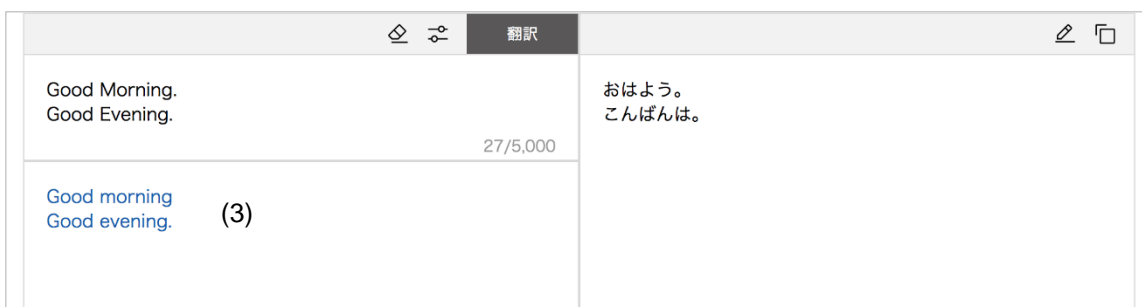 翻訳
Good Morning.
Good Evening.
27/5,000
Good morning
Good evening.
(3)
おはよう。
こんばんは。